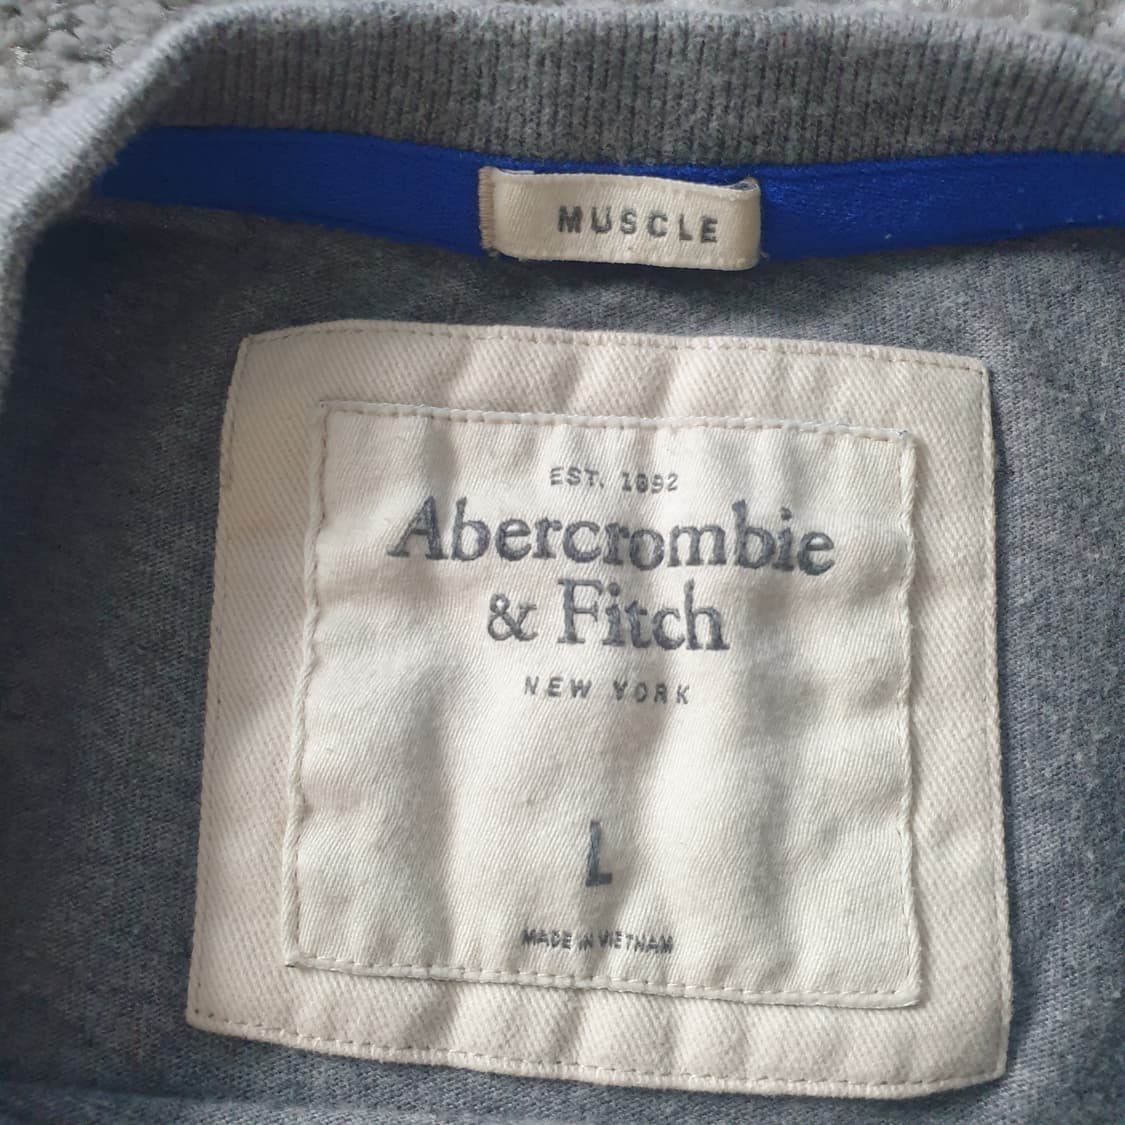 MUSCLE
EST. 1892
Abercrombie
& Fitch
NEW YORK
L
MADE IN VIETNAM